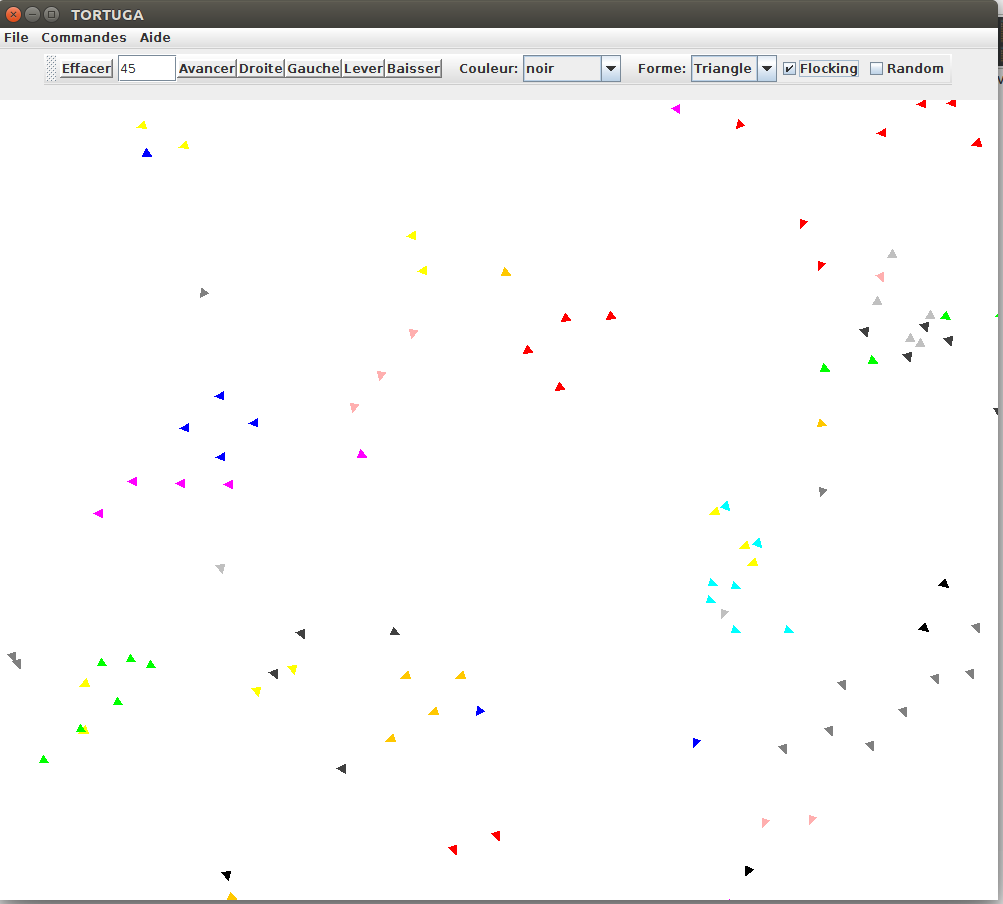 TORTUGA
File Commandes Aide
Effacer 45 Avancer Droite Gauche Lever Baisser Couleur: noir Forme: Triangle Flocking Random